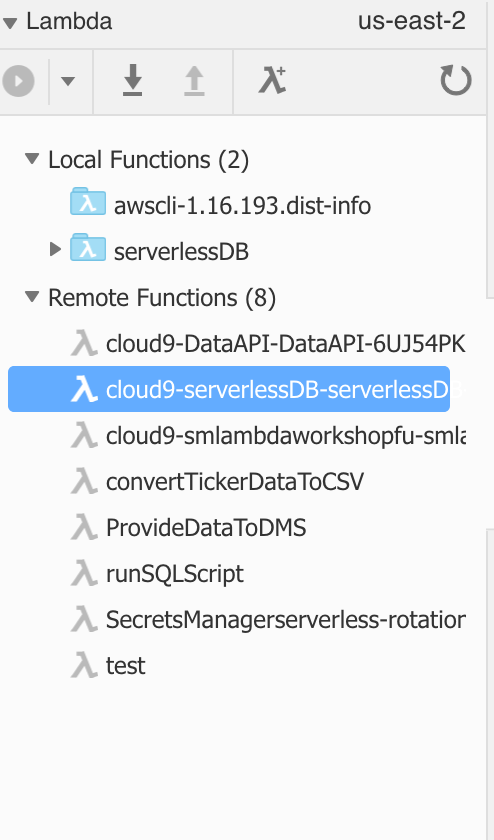 Lambda us-east-2
Local Functions (2)
awscli-1.16.193.dist-info
serverlessDB
Remote Functions (8)
cloud9-DataAPI-DataAPI-6UJ54PK
cloud9-serverlessDB-serverlessD
cloud9-smlambdaworkshopfu-smla
convertTickerDataToCSV
ProvideDataToDMS
runSQLScript
SecretsManagerserverless-rotation
test